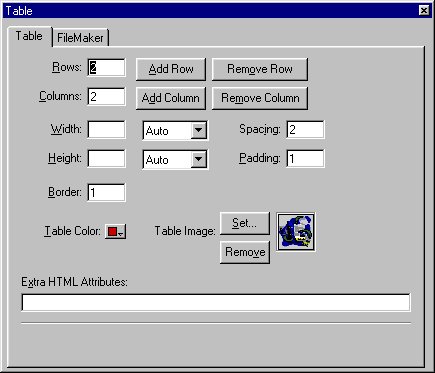 Table
Table FileMaker
Rows: 2 Add Row Remove Row
Columns: 2 Add Column Remove Column
Width: Auto Spacing: 2
Height: Auto Padding: 1
Border: 1
Table Color: Table Image: Set...
Remove
Extra HTML Attributes: